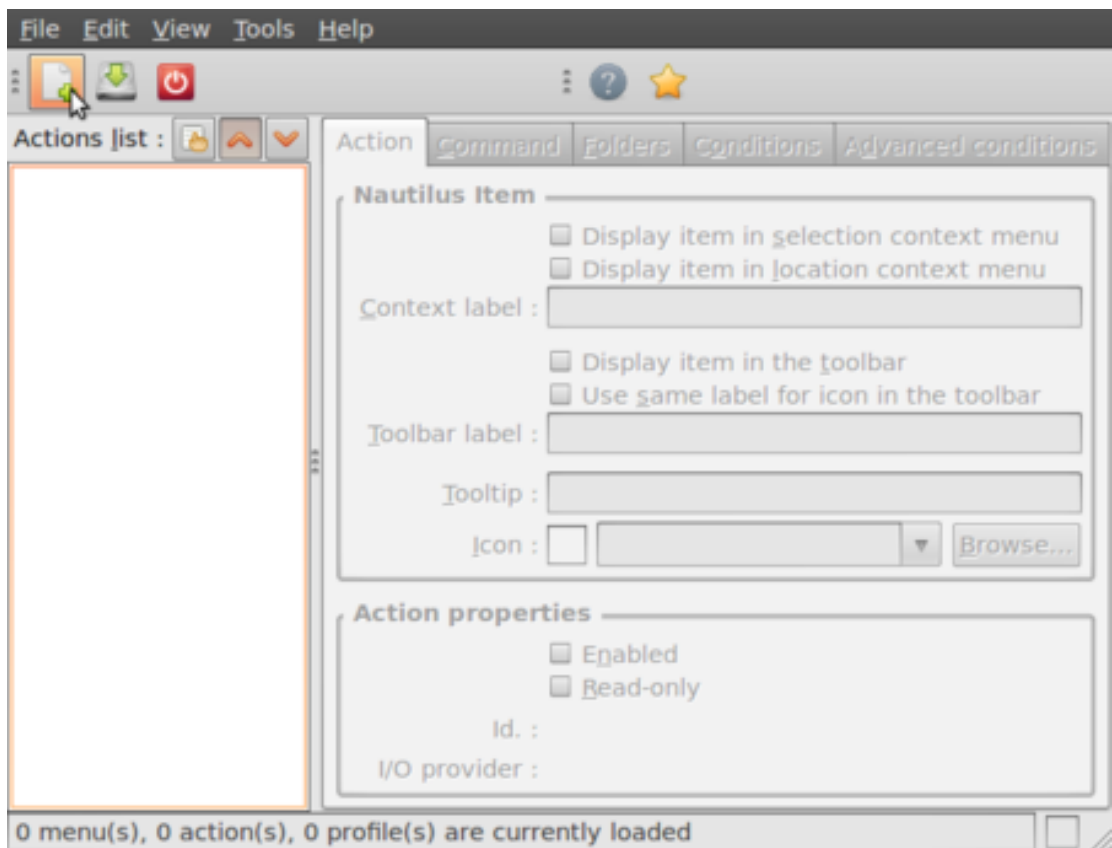 File Edit View Tools Help
Actions list :
Action Command Folders Conditions Advanced conditions
Nautilus Item
Display item in selection context menu
Display item in location context menu
Context label :
Display item in the toolbar
Use same label for icon in the toolbar
Toolbar label :
Tooltip :
Icon : Browse...
Action properties
Enabled
Read-only
Id. :
I/O provider :
0 menu(s), 0 action(s), 0 profile(s) are currently loaded